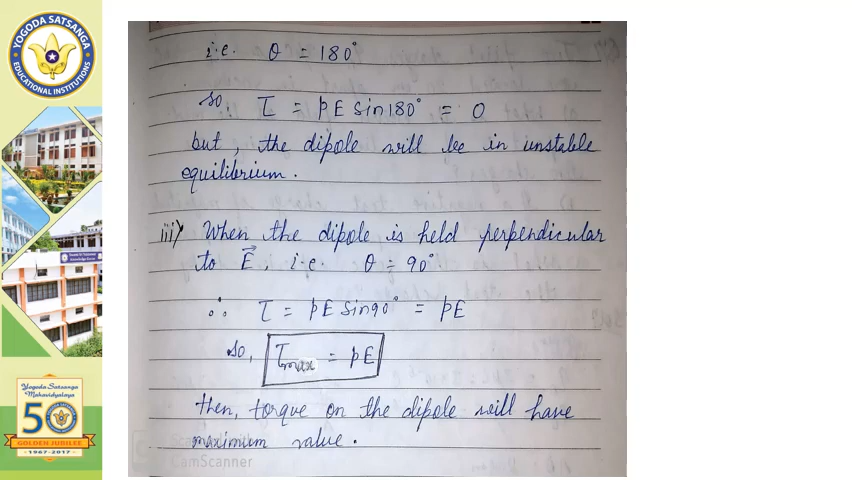 YOGODA SATSANGA
EDUCATIONAL INSTITUTIONS
i.e. θ = 180°
so, τ = pE sin180° = 0
but, the dipole will be in unstable
equilibrium.
iii) When the dipole is held perpendicular
to E⃗, i.e. θ = 90°.
∴ τ = pE sin90° = pE
so, τmax = pE
then, torque on the dipole will have
maximum value.
CamScanner
Yogoda Satsanga
Mahavidyalaya
50
GOLDEN JUBILEE
1967-2017